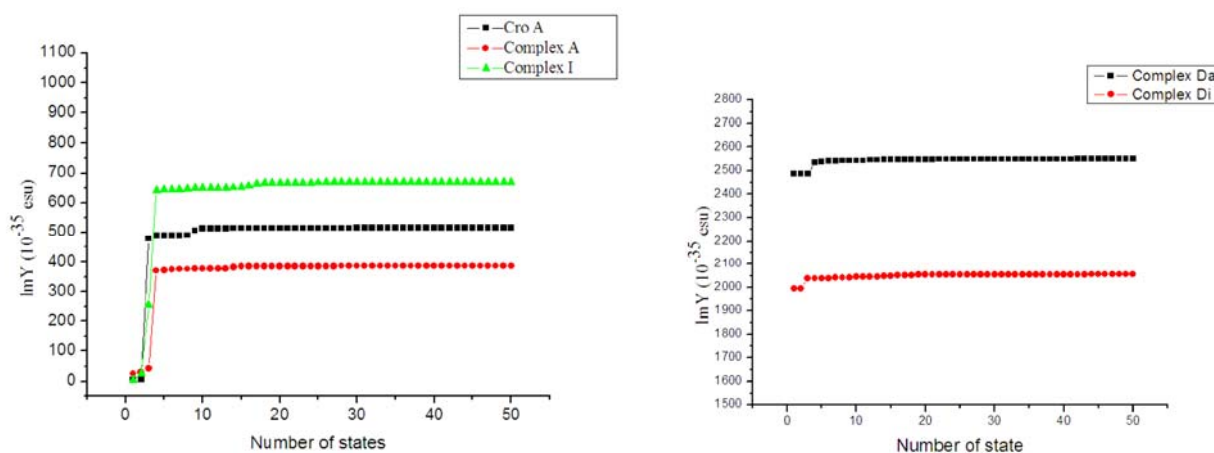 Cro A
Complex A
Complex I
1100
1000
900
800
700
600
500
400
300
200
100
0
ImY (10⁻³⁵ esu)
0 10 20 30 40 50
Number of states
Complex Da
Complex Di
2800
2700
2600
2500
2400
2300
2200
2100
2000
1900
1800
1700
1600
1500
ImY (10⁻³⁵ esu)
0 10 20 30 40 50
Number of state